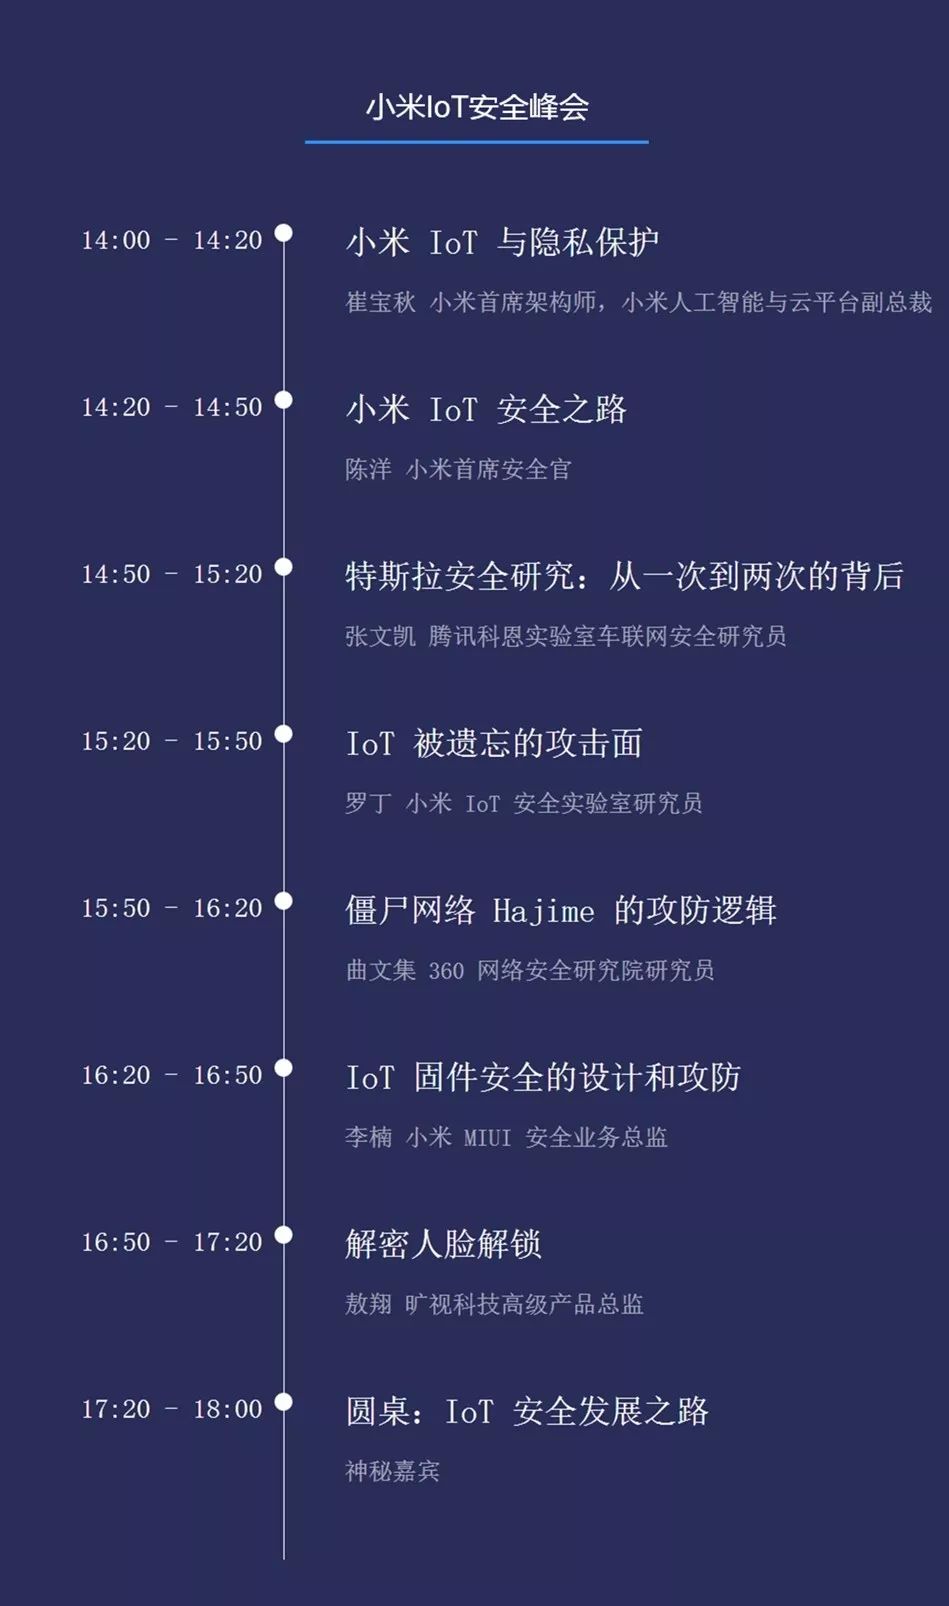 小米IoT安全峰会
14:00 - 14:20
小米 IoT 与隐私保护
崔宝秋 小米首席架构师，小米人工智能与云平台副总裁
14:20 - 14:50
小米 IoT 安全之路
陈洋 小米首席安全官
14:50 - 15:20
特斯拉安全研究：从一次到两次的背后
张文凯 腾讯科恩实验室车联网安全研究员
15:20 - 15:50
IoT 被遗忘的攻击面
罗丁 小米 IoT 安全实验室研究员
15:50 - 16:20
僵尸网络 Hajime 的攻防逻辑
曲文集 360 网络安全研究院研究员
16:20 - 16:50
IoT 固件安全的设计和攻防
李楠 小米 MIUI 安全业务总监
16:50 - 17:20
解密人脸解锁
敖翔 旷视科技高级产品总监
17:20 - 18:00
圆桌：IoT 安全发展之路
神秘嘉宾